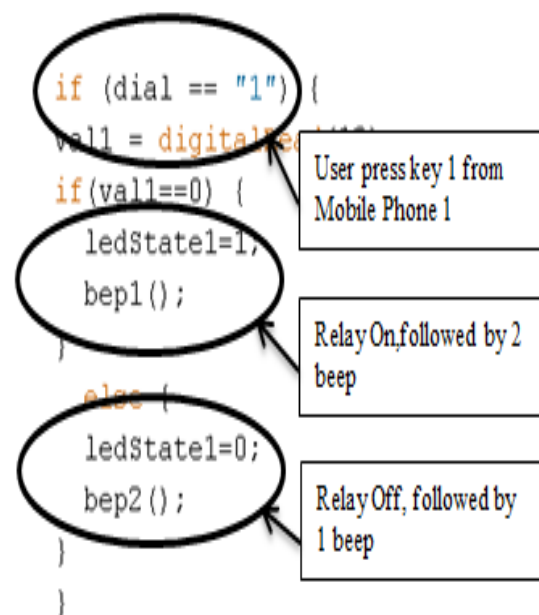 if (dial == "1") {
val1 = digitalRead
if(val1==0) {
ledState1=1;
bep1();
}
else {
ledState1=0;
bep2();
}
}
User press key 1 from
Mobile Phone 1
Relay On,followed by 2
beep
Relay Off, followed by
1 beep